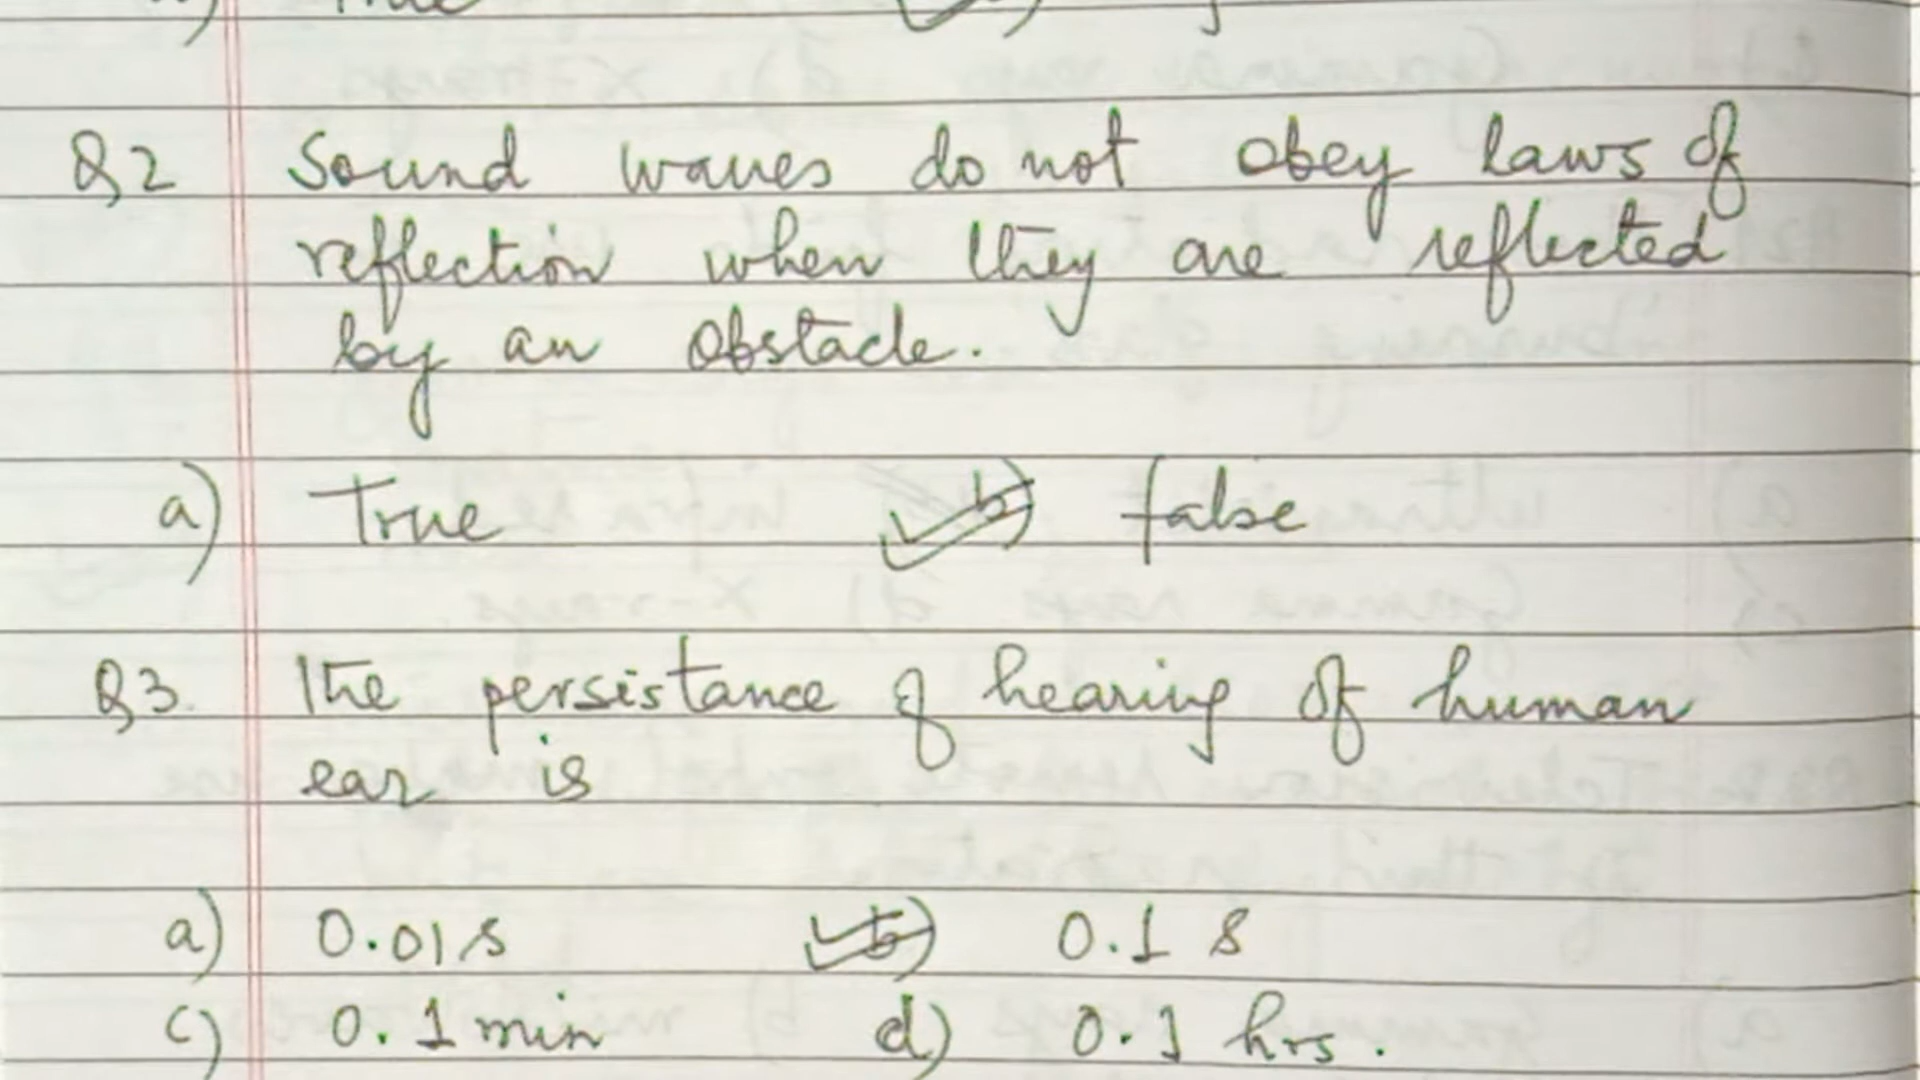 Q2 Sound waves do not obey laws of
reflection when they are reflected
by an obstacle.
a) True b) false
Q3. The persistance of hearing of human
ear is
a) 0.01 s b) 0.1 s
c) 0.1 min d) 0.1 hrs.